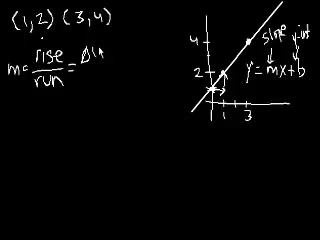 (1,2) (3,4)
m = rise/run =
4
2
1 3
slope y-int
y = mx + b